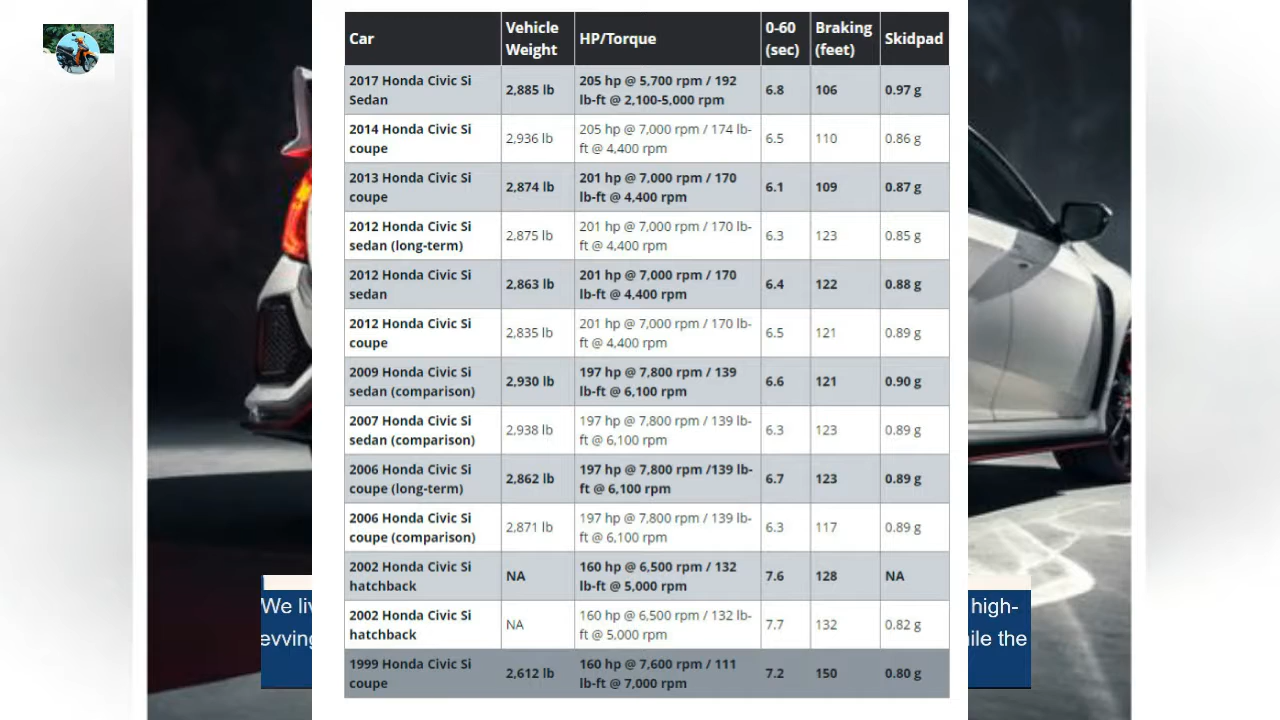 Car Vehicle Weight HP/Torque 0-60 (sec) Braking (feet) Skidpad
2017 Honda Civic Si Sedan 2,885 lb 205 hp @ 5,700 rpm / 192 lb-ft @ 2,100-5,000 rpm 6.8 106 0.97 g
2014 Honda Civic Si coupe 2,936 lb 205 hp @ 7,000 rpm / 174 lb-ft @ 4,400 rpm 6.5 110 0.86 g
2013 Honda Civic Si coupe 2,874 lb 201 hp @ 7,000 rpm / 170 lb-ft @ 4,400 rpm 6.1 109 0.87 g
2012 Honda Civic Si sedan (long-term) 2,875 lb 201 hp @ 7,000 rpm / 170 lb-ft @ 4,400 rpm 6.3 123 0.85 g
2012 Honda Civic Si sedan 2,863 lb 201 hp @ 7,000 rpm / 170 lb-ft @ 4,400 rpm 6.4 122 0.88 g
2012 Honda Civic Si coupe 2,835 lb 201 hp @ 7,000 rpm / 170 lb-ft @ 4,400 rpm 6.5 121 0.89 g
2009 Honda Civic Si sedan (comparison) 2,930 lb 197 hp @ 7,800 rpm / 139 lb-ft @ 6,100 rpm 6.6 121 0.90 g
2007 Honda Civic Si sedan (comparison) 2,938 lb 197 hp @ 7,800 rpm / 139 lb-ft @ 6,100 rpm 6.3 123 0.89 g
2006 Honda Civic Si coupe (long-term) 2,862 lb 197 hp @ 7,800 rpm /139 lb-ft @ 6,100 rpm 6.7 123 0.89 g
2006 Honda Civic Si coupe (comparison) 2,871 lb 197 hp @ 7,800 rpm / 139 lb-ft @ 6,100 rpm 6.3 117 0.89 g
2002 Honda Civic Si hatchback NA 160 hp @ 6,500 rpm / 132 lb-ft @ 5,000 rpm 7.6 128 NA
2002 Honda Civic Si hatchback NA 160 hp @ 6,500 rpm / 132 lb-ft @ 5,000 rpm 7.7 132 0.82 g
1999 Honda Civic Si coupe 2,612 lb 160 hp @ 7,600 rpm / 111 lb-ft @ 7,000 rpm 7.2 150 0.80 g
We high-
the